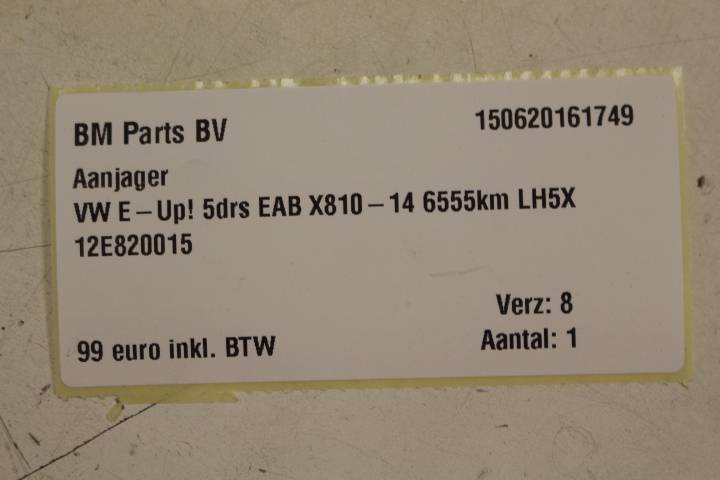 BM Parts BV 150620161749
Aanjager
VW E-Up! 5drs EAB X810-14 6555km LH5X
12E820015
Verz: 8
99 euro inkl. BTW Aantal: 1